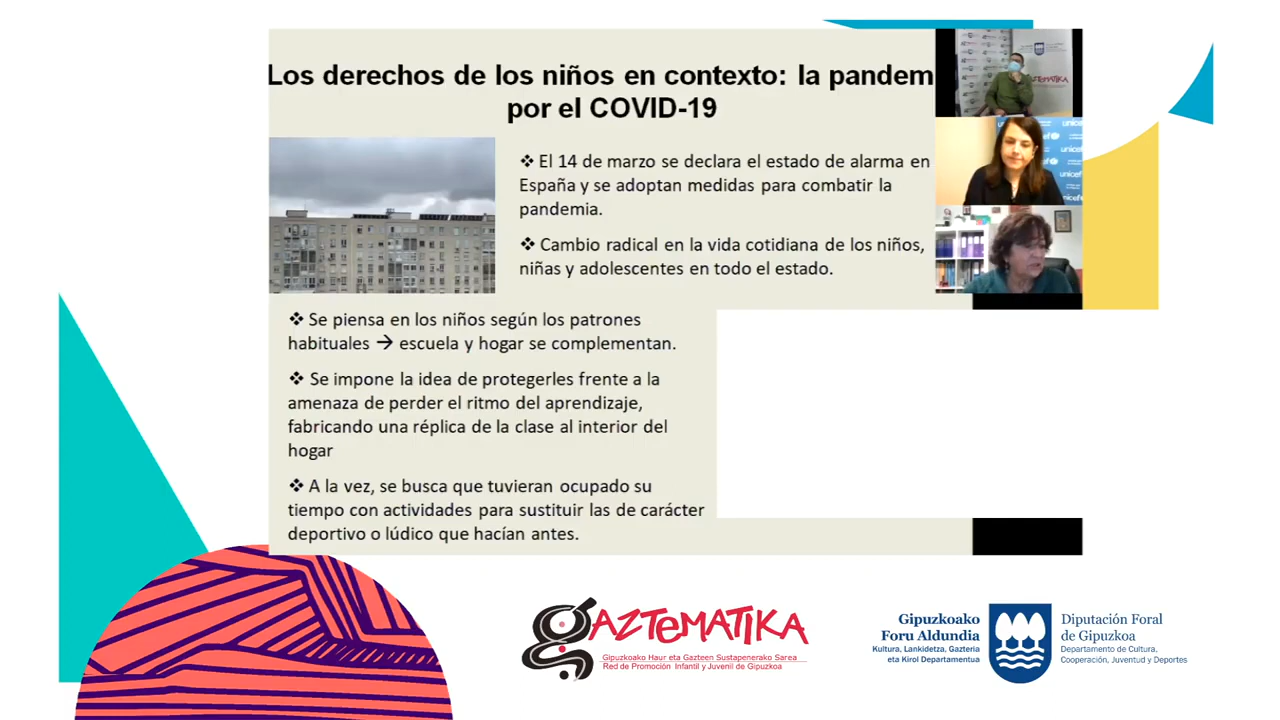 Los derechos de los niños en contexto: la pandem
por el COVID-19
❖ El 14 de marzo se declara el estado de alarma en
España y se adoptan medidas para combatir la
pandemia.
❖ Cambio radical en la vida cotidiana de los niños,
niñas y adolescentes en todo el estado.
❖ Se piensa en los niños según los patrones
habituales → escuela y hogar se complementan.
❖ Se impone la idea de protegerles frente a la
amenaza de perder el ritmo del aprendizaje,
fabricando una réplica de la clase al interior del
hogar
❖ A la vez, se busca que tuvieran ocupado su
tiempo con actividades para sustituir las de carácter
deportivo o lúdico que hacían antes.
unicef
unicef
unicef
GAZTEMATIKA
Gipuzkoako Haur eta Gazteen Sustapenerako Sarea
Red de Promoción Infantil y Juvenil de Gipuzkoa
Gipuzkoako
Foru Aldundia
Kultura, Lankidetza, Gazteria
eta Kirol Departamentua
Diputación Foral
de Gipuzkoa
Departamento de Cultura,
Cooperación, Juventud y Deportes